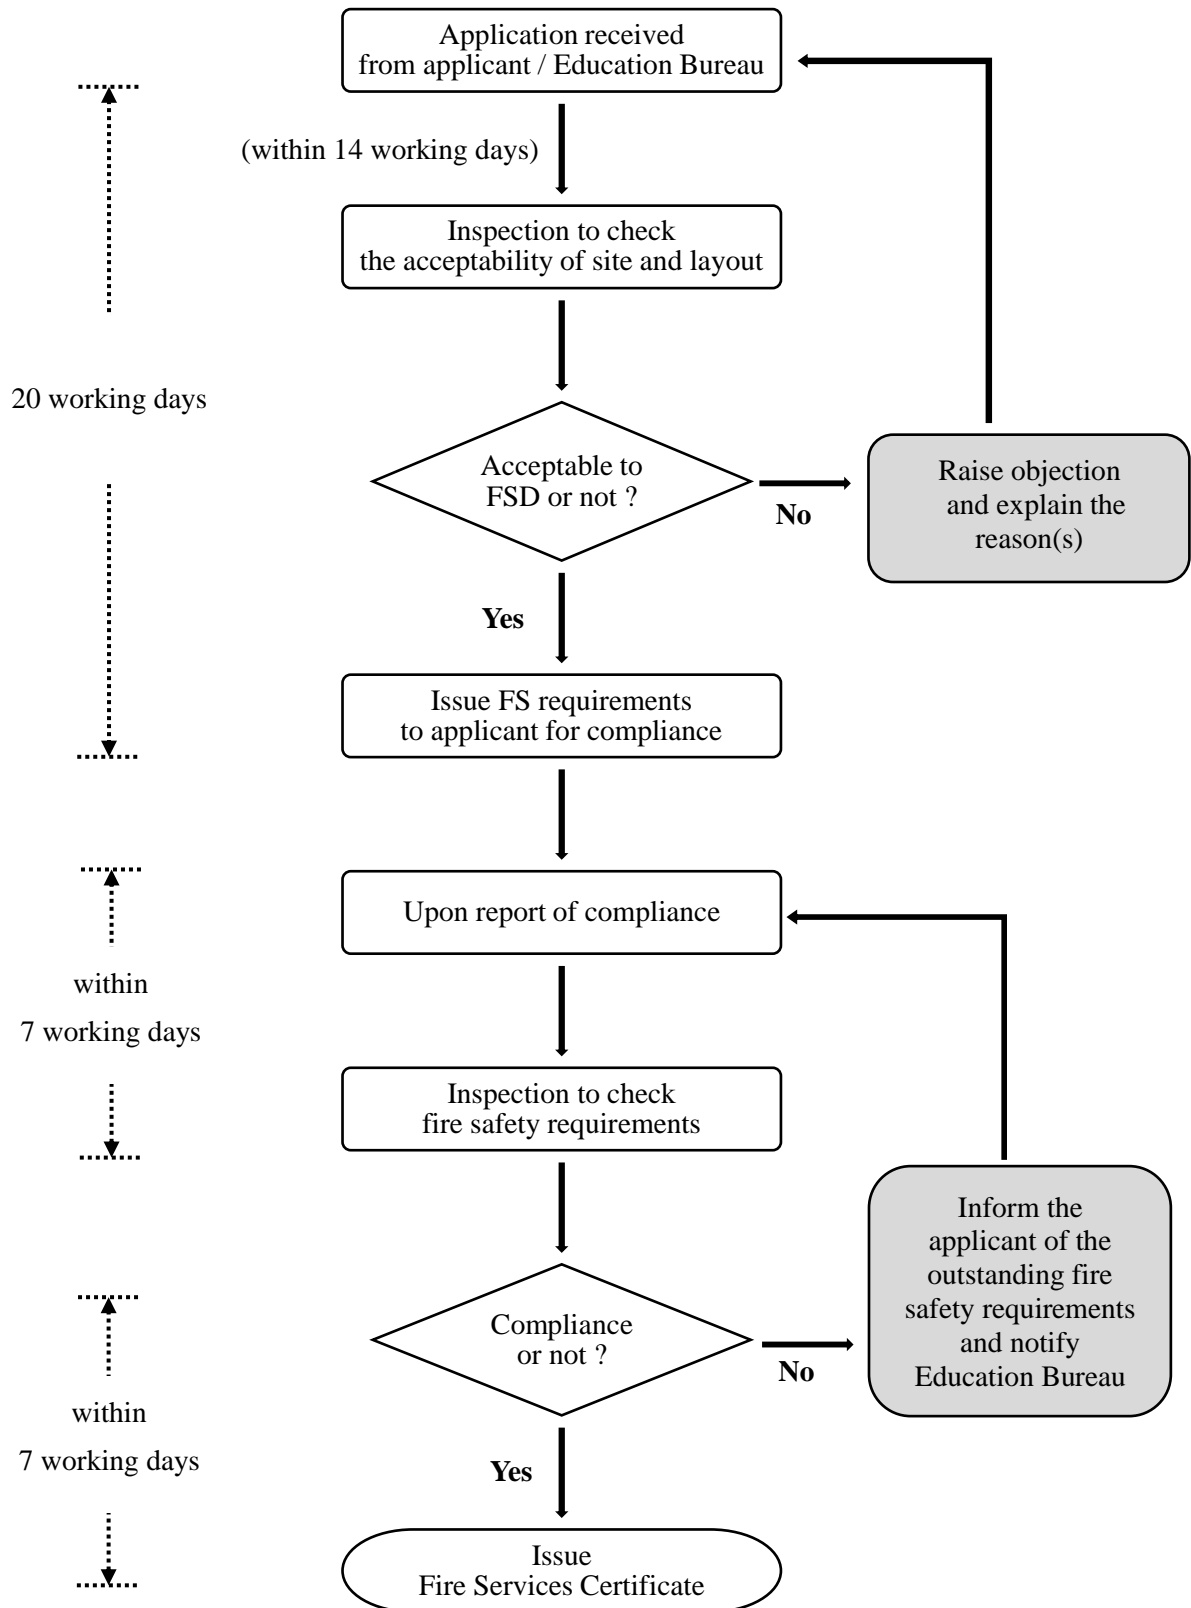 Application received
from applicant / Education Bureau
(within 14 working days)
Inspection to check
the acceptability of site and layout
20 working days
Acceptable to
FSD or not ?
No
Raise objection
and explain the
reason(s)
Yes
Issue FS requirements
to applicant for compliance
Upon report of compliance
within
7 working days
Inspection to check
fire safety requirements
Compliance
or not ?
No
Inform the
applicant of the
outstanding fire
safety requirements
and notify
Education Bureau
within
7 working days
Yes
Issue
Fire Services Certificate